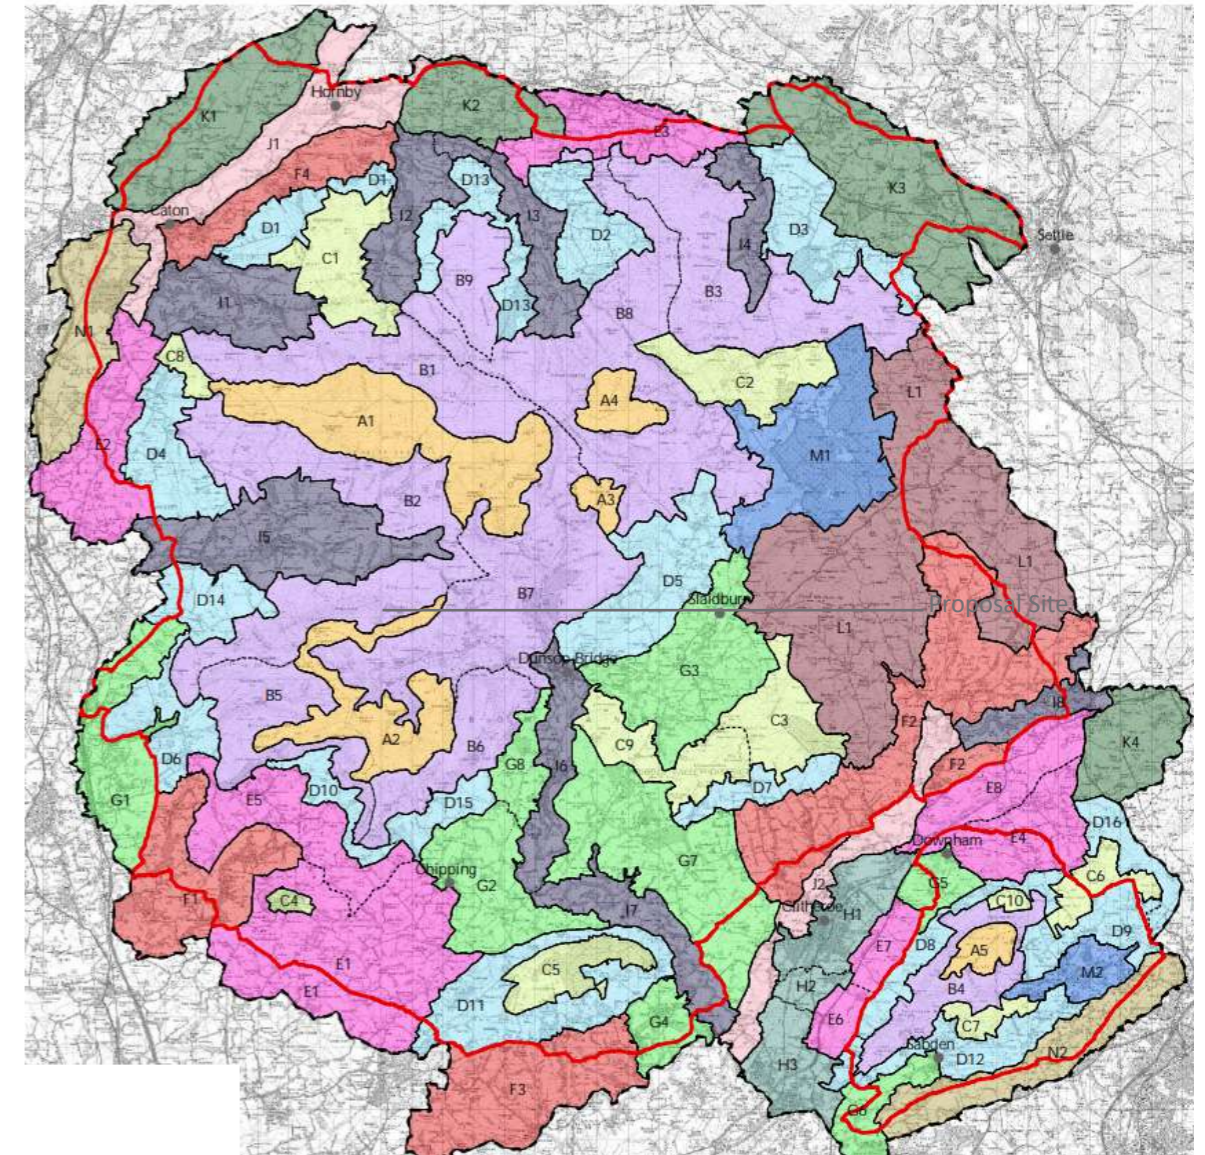 K1
Hornby
K2
E3
J1
F4
D1
D13
K3
Caton
I2
I3
D1
D2
D3
Settle
C1
I4
B9
B3
I1
D13
B8
N1
C8
B1
C2
L1
A4
A1
E2
D4
M1
B2
A3
I5
L1
D5
B7
D14
Slaidburn
Proposal Site
L1
Dunsop Bridge
G3
B5
I8
C3
F2
A2
B6
C9
K4
D6
G8
I6
F2
D10
D7
E8
G1
E5
D15
D16
Downham
E4
G7
Chipping
G2
G5
C6
J2
F1
C4
Clitheroe
H1
C10
I7
E7
D8
D9
A5
E1
C5
M2
H2
B4
E1
D11
G4
E6
C7
Sabden
N2
D12
H3
F3
G6